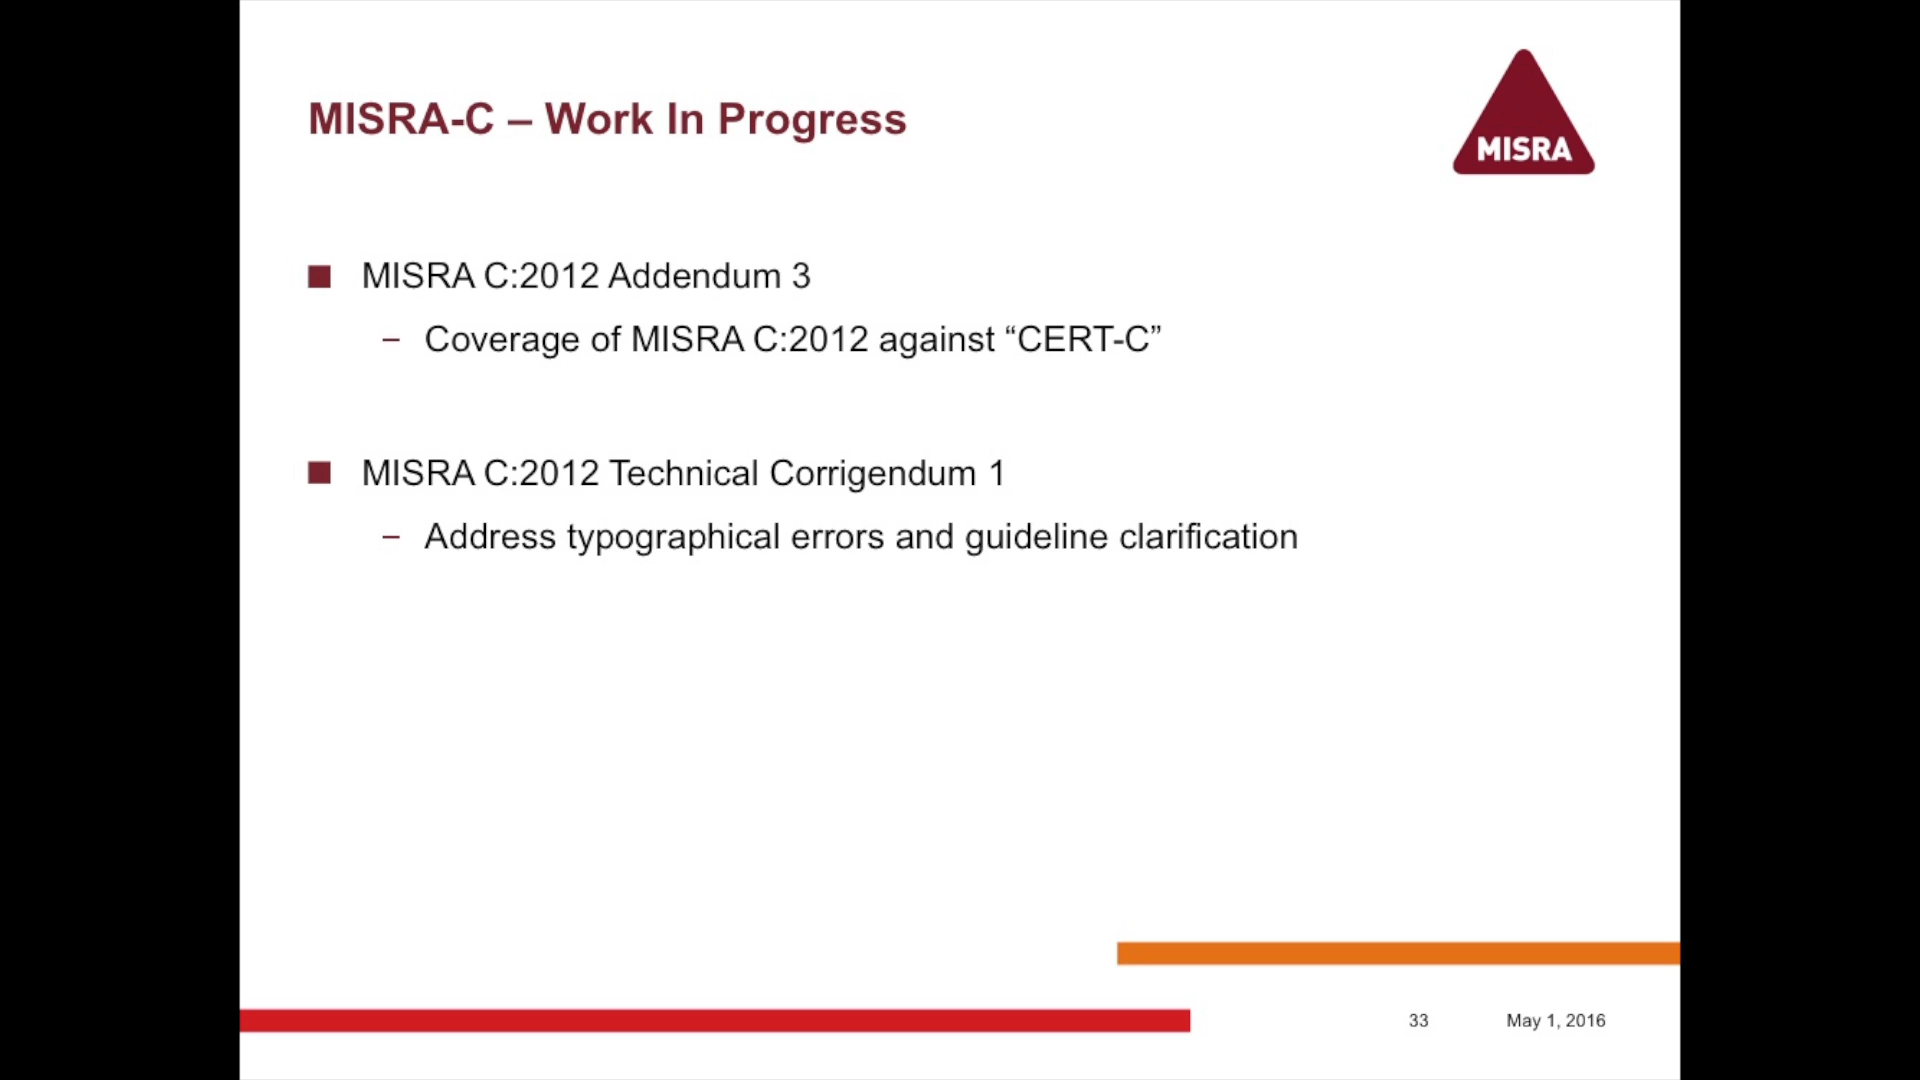 MISRA-C – Work In Progress
MISRA
■ MISRA C:2012 Addendum 3
– Coverage of MISRA C:2012 against “CERT-C”
■ MISRA C:2012 Technical Corrigendum 1
– Address typographical errors and guideline clarification
33 May 1, 2016